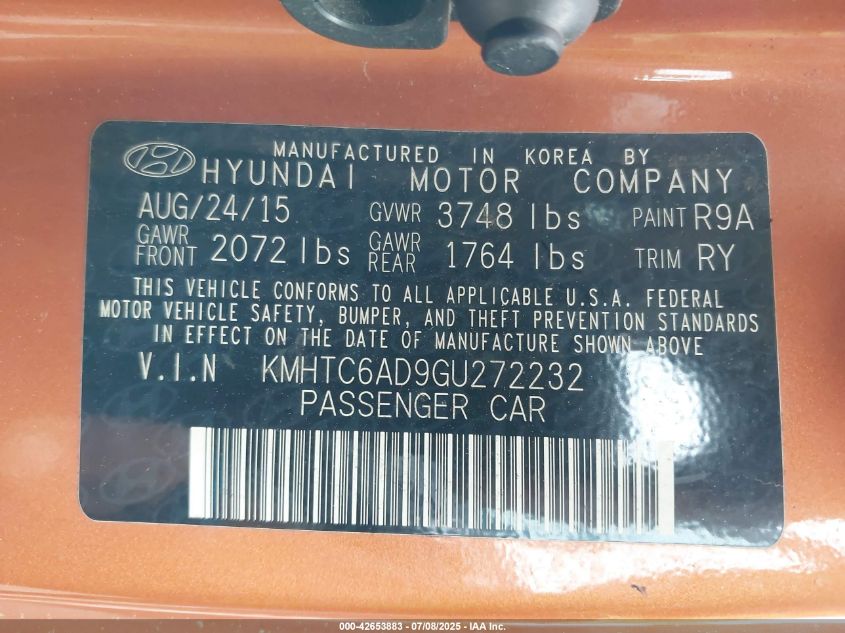 MANUFACTURED IN KOREA BY
HYUNDAI MOTOR COMPANY
AUG/24/15 GVWR 3748 lbs PAINT R9A
GAWR FRONT 2072 lbs GAWR REAR 1764 lbs TRIM RY
THIS VEHICLE CONFORMS TO ALL APPLICABLE U.S.A. FEDERAL
MOTOR VEHICLE SAFETY, BUMPER, AND THEFT PREVENTION STANDARDS
IN EFFECT ON THE DATE OF MANUFACTURE SHOWN ABOVE.
V.I.N KMHTC6AD9GU272232
PASSENGER CAR
000-42653883 - 07/08/2025 - IAA Inc.